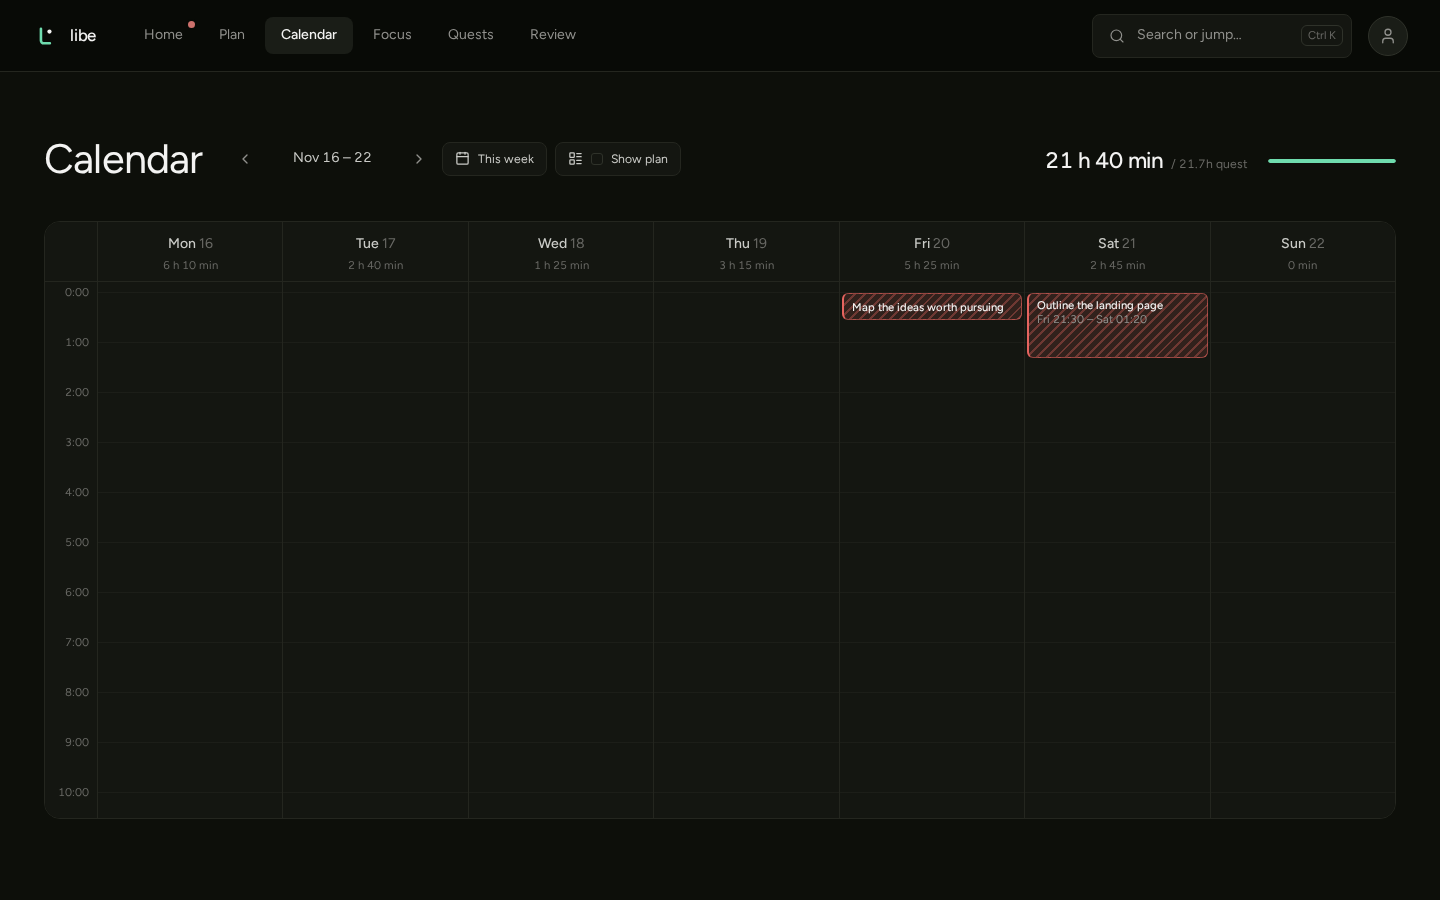 libe
Home
Plan
Calendar
Focus
Quests
Review
Search or jump...
Ctrl K
Calendar
Nov 16 – 22
This week
Show plan
21 h 40 min / 21.7h quest
Mon 16
6 h 10 min
Tue 17
2 h 40 min
Wed 18
1 h 25 min
Thu 19
3 h 15 min
Fri 20
5 h 25 min
Sat 21
2 h 45 min
Sun 22
0 min
0:00
Map the ideas worth pursuing
Outline the landing page
Fri 21:30 – Sat 01:20
1:00
2:00
3:00
4:00
5:00
6:00
7:00
8:00
9:00
10:00